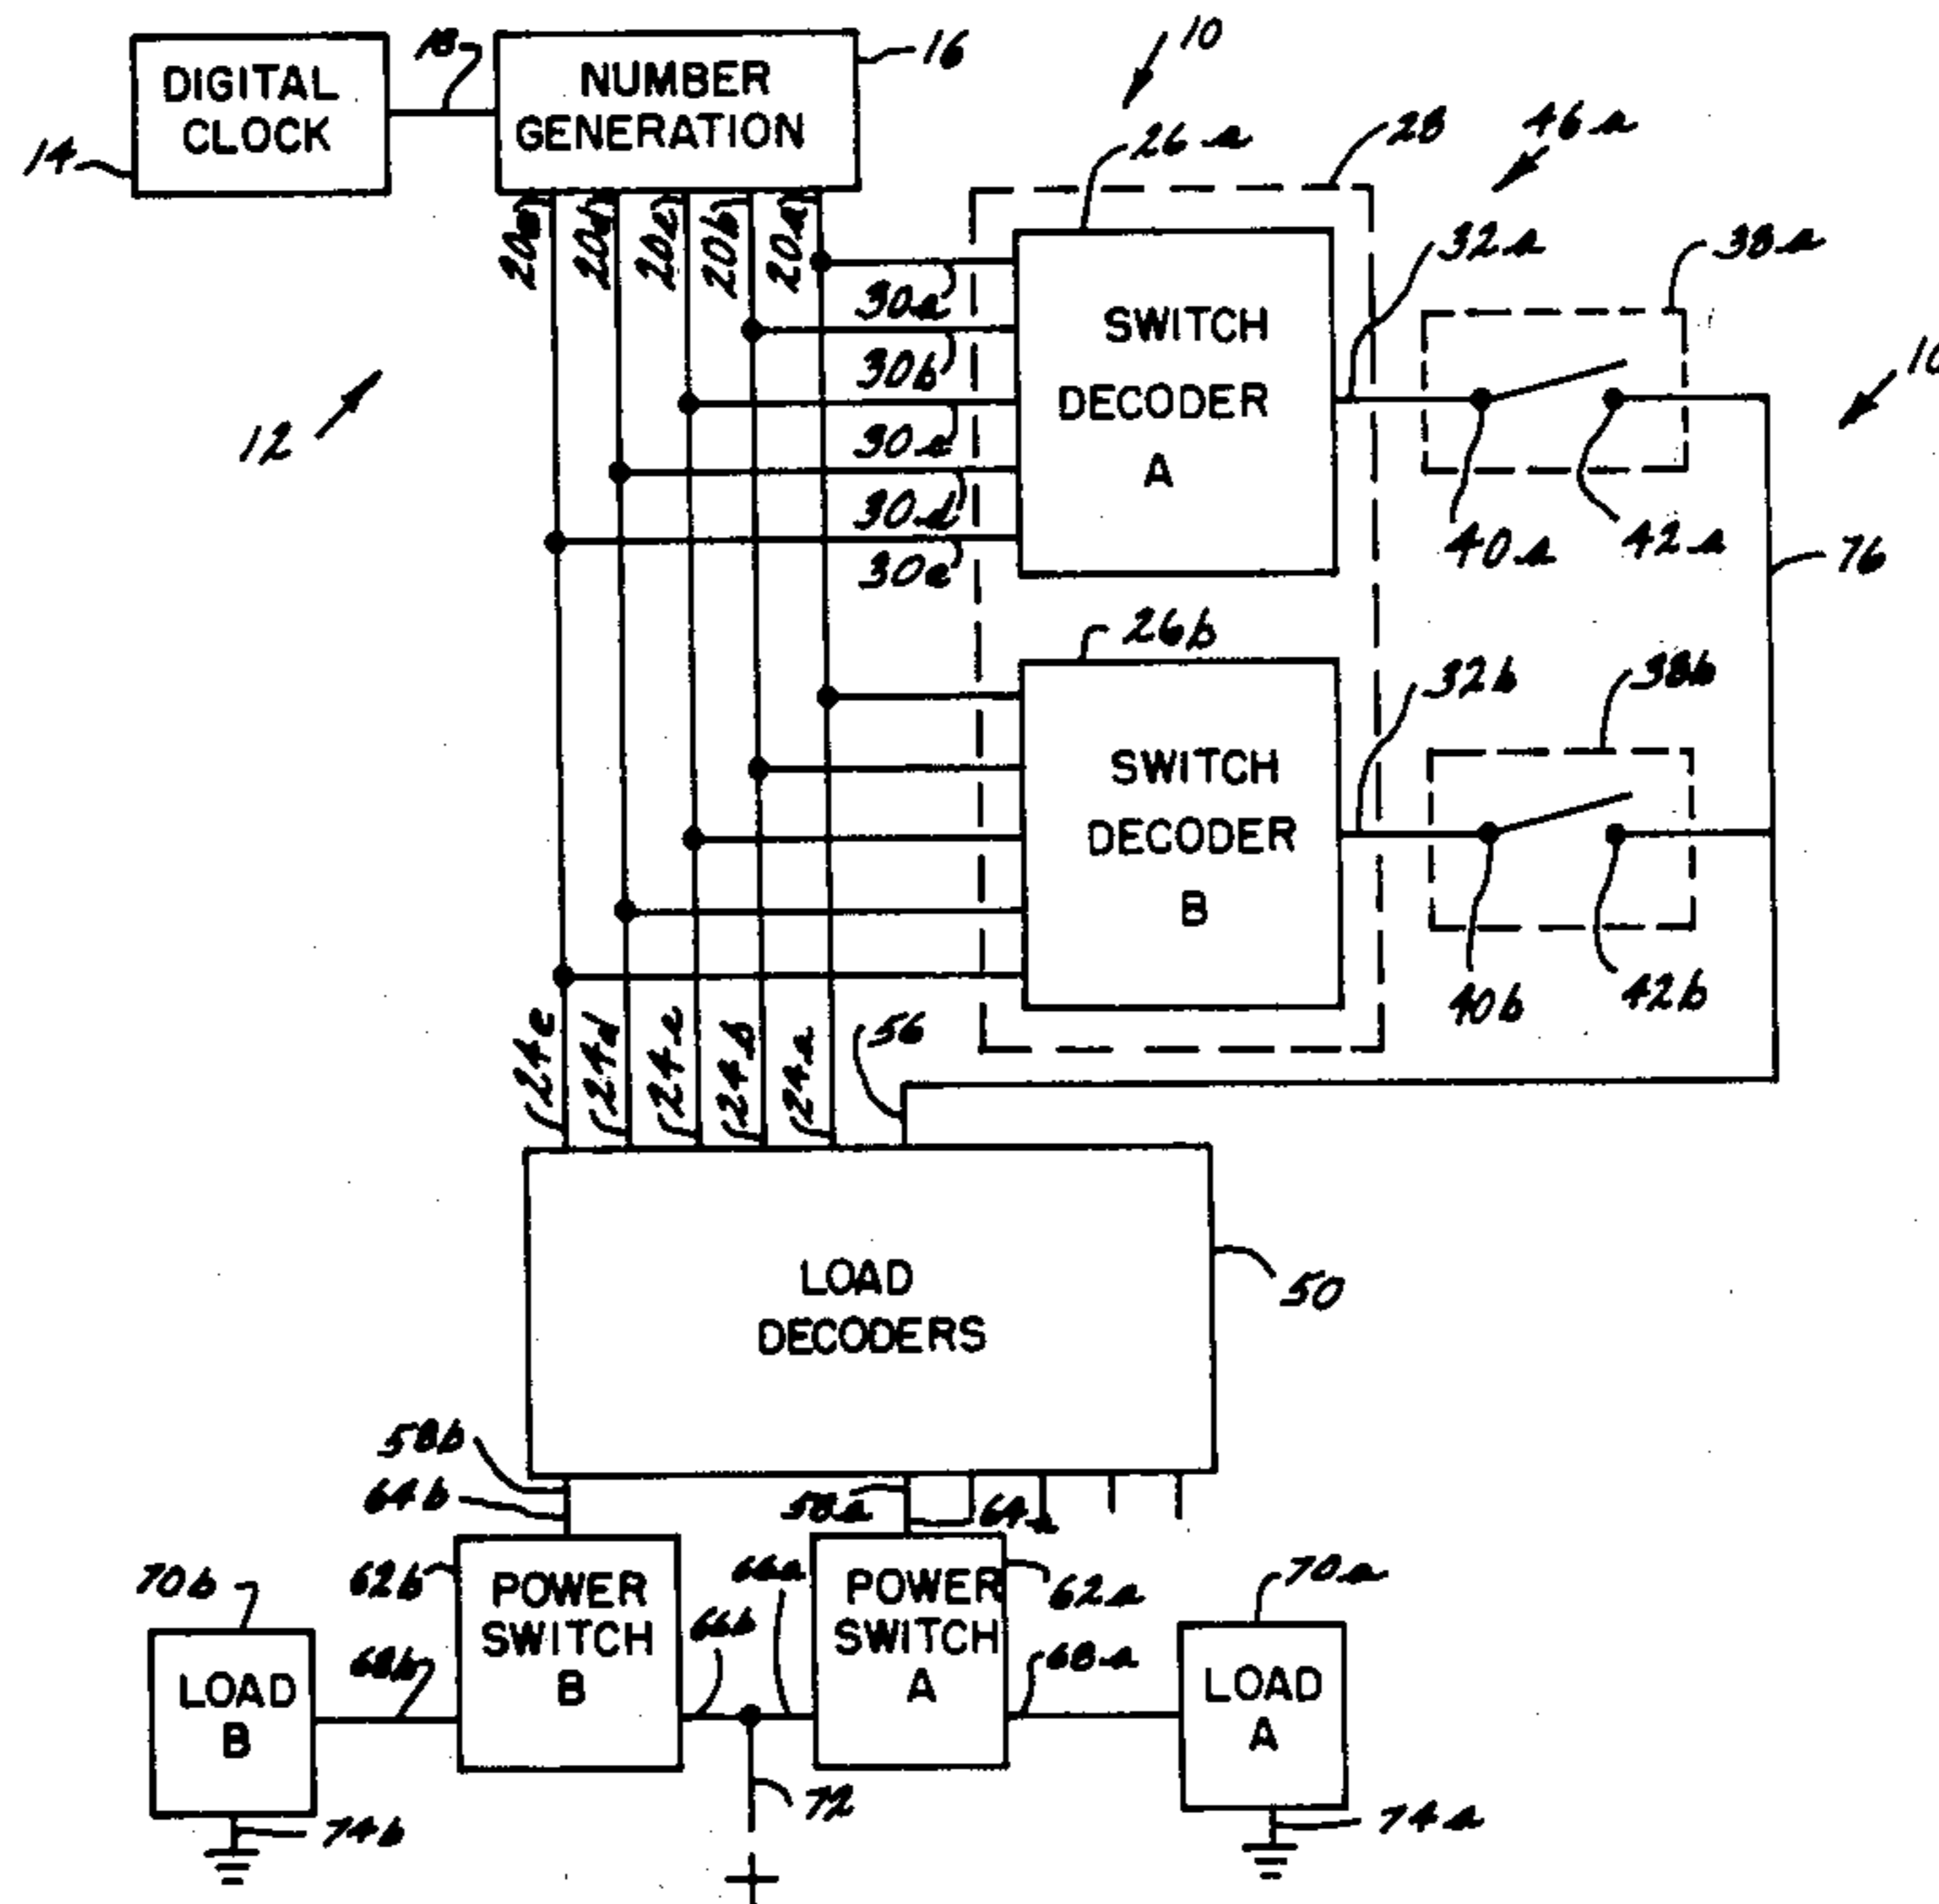 DIGITAL
CLOCK
14
18
NUMBER
GENERATION
16
10
28
46a
26a
20e
20d
20c
20b
20a
30a
30b
30c
30d
30e
SWITCH
DECODER
A
32a
38a
10
12
40a
42a
76
26b
SWITCH
DECODER
B
32b
38b
40b
42b
24e
24d
24c
24b
24a
56
LOAD
DECODERS
50
58b
64b
58a
64a
70b
62b
POWER
SWITCH
B
66b
66a
POWER
SWITCH
A
62a
70a
LOAD
B
68b
68a
LOAD
A
72
74b
74a